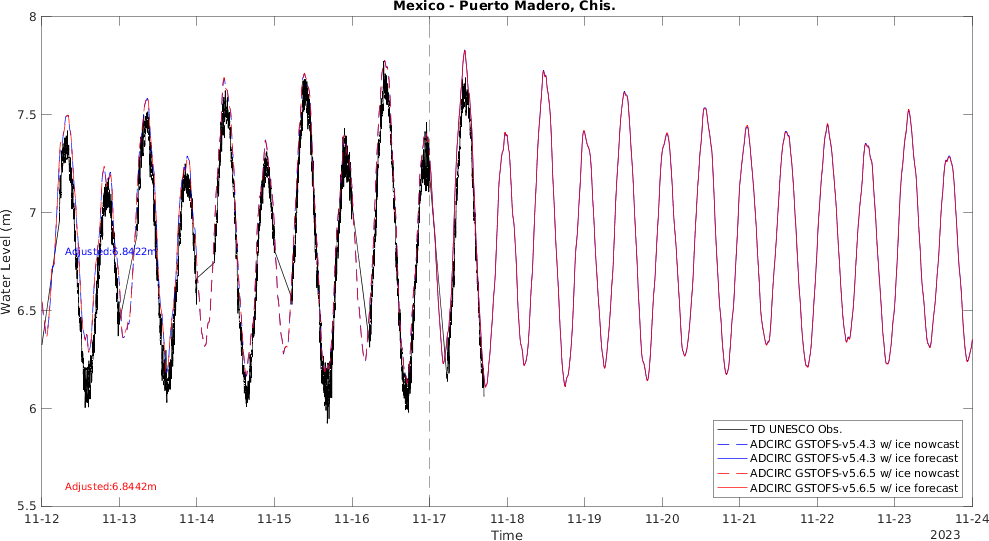 Mexico - Puerto Madero, Chis.
8
7.5
7
6.5
6
5.5
Water Level (m)
Adjusted:6.8422m
Adjusted:6.8442m
TD UNESCO Obs.
ADCIRC GSTOFS-v5.4.3 w/ ice nowcast
ADCIRC GSTOFS-v5.4.3 w/ ice forecast
ADCIRC GSTOFS-v5.6.5 w/ ice nowcast
ADCIRC GSTOFS-v5.6.5 w/ ice forecast
11-12 11-13 11-14 11-15 11-16 11-17 11-18 11-19 11-20 11-21 11-22 11-23 11-24
Time
2023